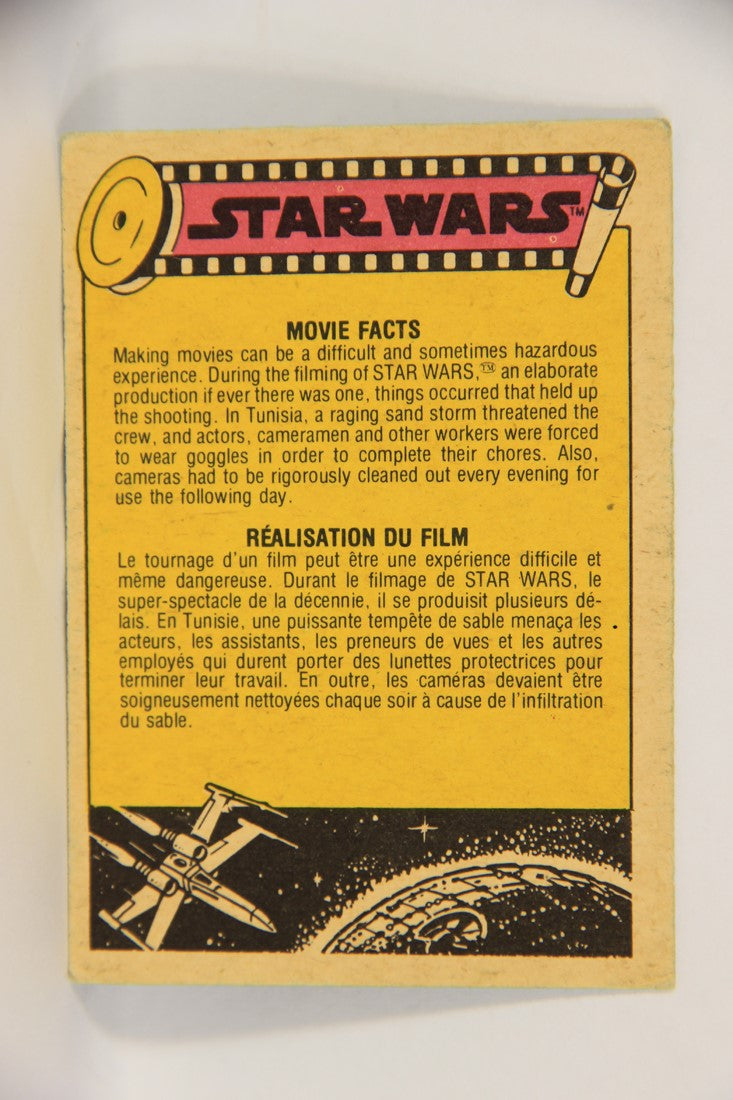 STAR WARS™
MOVIE FACTS
Making movies can be a difficult and sometimes hazardous
experience. During the filming of STAR WARS,™ an elaborate
production if ever there was one, things occurred that held up
the shooting. In Tunisia, a raging sand storm threatened the
crew, and actors, cameramen and other workers were forced
to wear goggles in order to complete their chores. Also,
cameras had to be rigorously cleaned out every evening for
use the following day.
RÉALISATION DU FILM
Le tournage d'un film peut être une expérience difficile et
même dangereuse. Durant le filmage de STAR WARS, le
super-spectacle de la décennie, il se produisit plusieurs dé-
lais. En Tunisie, une puissante tempête de sable menaça les
acteurs, les assistants, les preneurs de vues et les autres
employés qui durent porter des lunettes protectrices pour
terminer leur travail. En outre, les caméras devaient être
soigneusement nettoyées chaque soir à cause de l'infiltration
du sable.